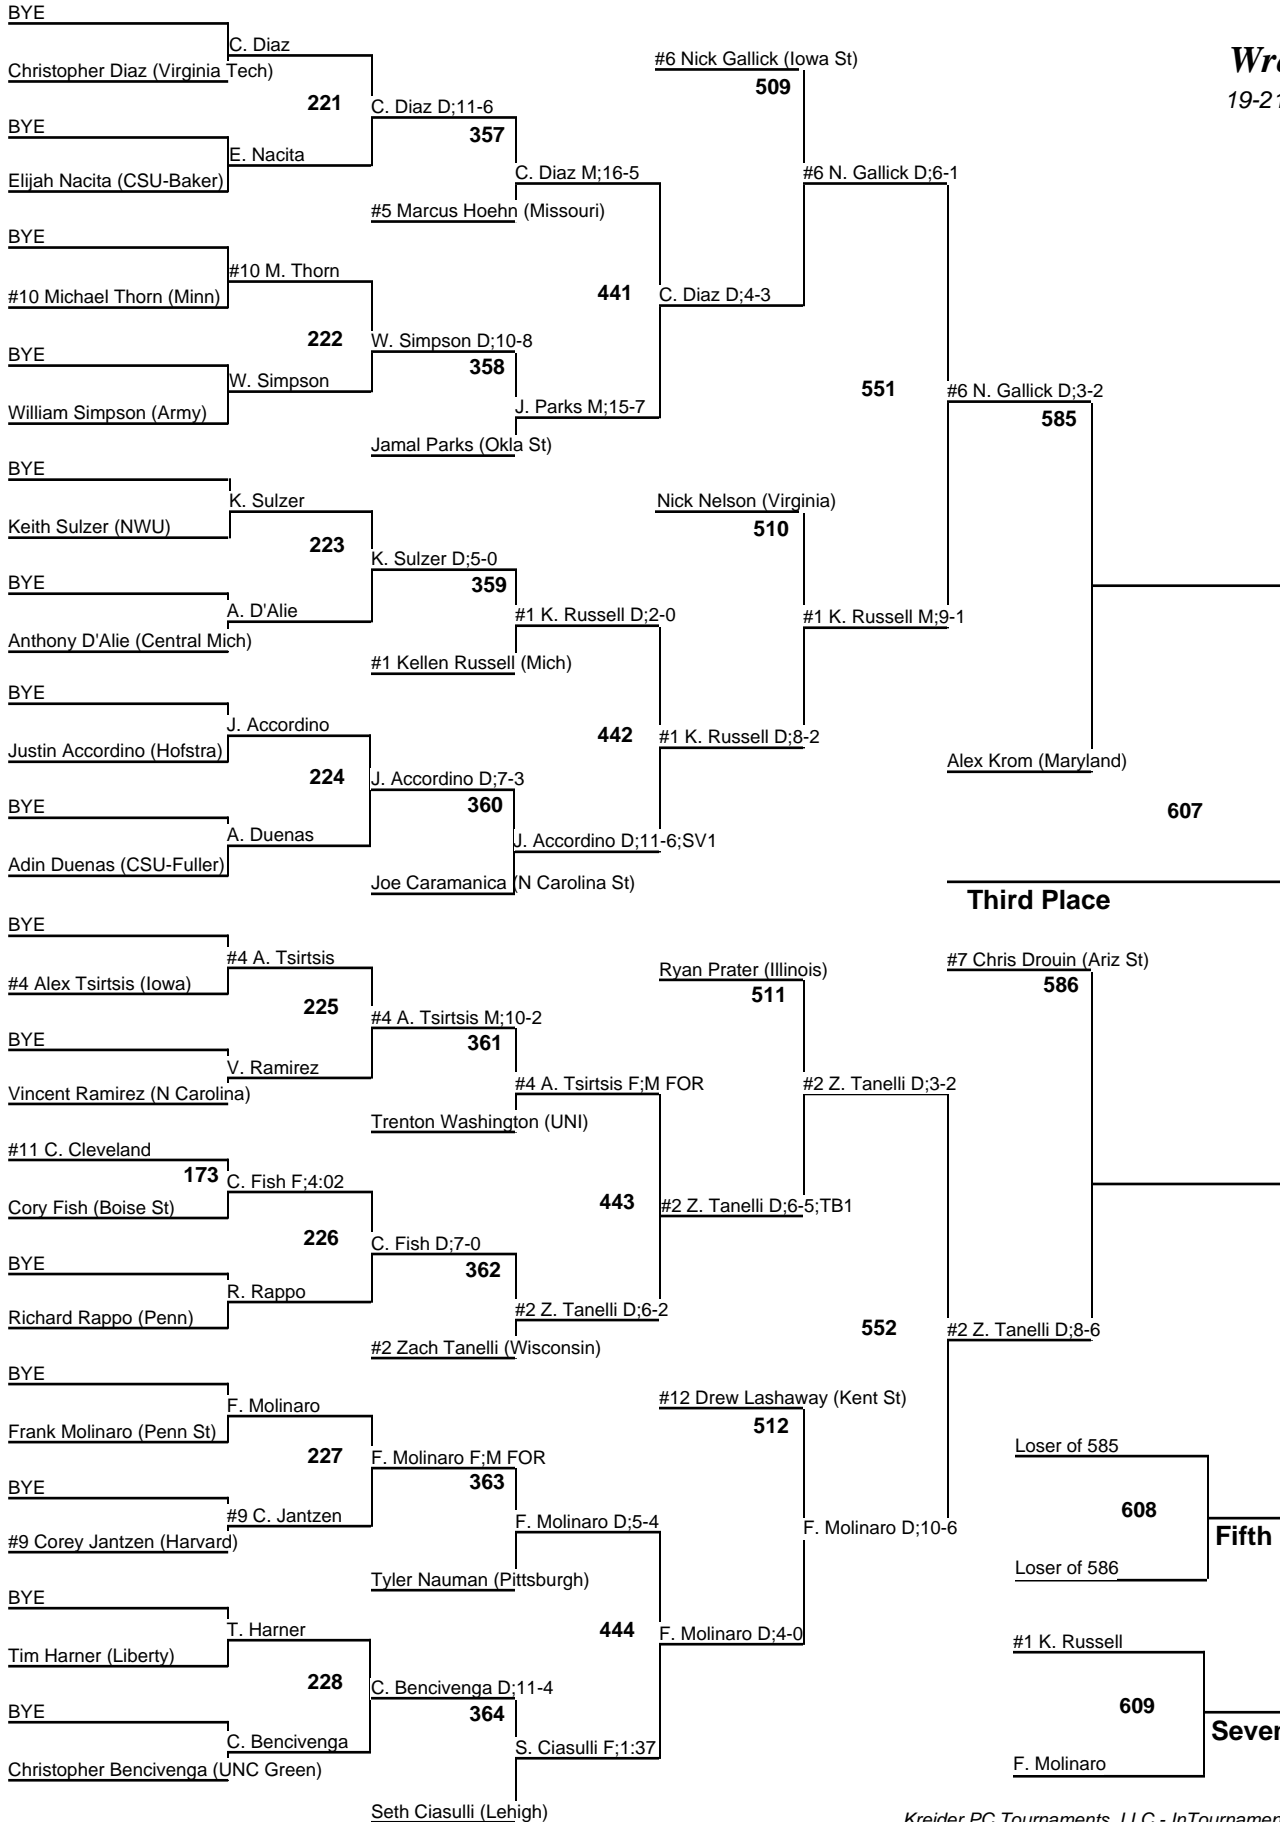 BYE
C. Diaz
Christopher Diaz (Virginia Tech)
221
C. Diaz D;11-6
BYE
357
E. Nacita
Elijah Nacita (CSU-Baker)
C. Diaz M;16-5
#5 Marcus Hoehn (Missouri)
BYE
#10 M. Thorn
#10 Michael Thorn (Minn)
441
C. Diaz D;4-3
222
W. Simpson D;10-8
BYE
358
W. Simpson
William Simpson (Army)
J. Parks M;15-7
Jamal Parks (Okla St)
#6 Nick Gallick (Iowa St)
509
#6 N. Gallick D;6-1
551
#6 N. Gallick D;3-2
585
BYE
K. Sulzer
Keith Sulzer (NWU)
223
K. Sulzer D;5-0
BYE
359
A. D'Alie
Anthony D'Alie (Central Mich)
#1 K. Russell D;2-0
#1 Kellen Russell (Mich)
Nick Nelson (Virginia)
510
#1 K. Russell M;9-1
BYE
J. Accordino
Justin Accordino (Hofstra)
442
#1 K. Russell D;8-2
224
J. Accordino D;7-3
BYE
360
A. Duenas
Adin Duenas (CSU-Fuller)
J. Accordino D;11-6;SV1
Joe Caramanica (N Carolina St)
Alex Krom (Maryland)
607
Third Place
BYE
#4 A. Tsirtsis
#4 Alex Tsirtsis (Iowa)
225
#4 A. Tsirtsis M;10-2
BYE
361
V. Ramirez
Vincent Ramirez (N Carolina)
#4 A. Tsirtsis F;M FOR
Trenton Washington (UNI)
Ryan Prater (Illinois)
511
#2 Z. Tanelli D;3-2
#7 Chris Drouin (Ariz St)
586
#11 C. Cleveland
173
C. Fish F;4:02
Cory Fish (Boise St)
443
#2 Z. Tanelli D;6-5;TB1
226
C. Fish D;7-0
BYE
362
R. Rappo
Richard Rappo (Penn)
#2 Z. Tanelli D;6-2
#2 Zach Tanelli (Wisconsin)
552
#2 Z. Tanelli D;8-6
BYE
F. Molinaro
Frank Molinaro (Penn St)
227
F. Molinaro F;M FOR
BYE
363
#9 C. Jantzen
#9 Corey Jantzen (Harvard)
F. Molinaro D;5-4
Tyler Nauman (Pittsburgh)
#12 Drew Lashaway (Kent St)
512
F. Molinaro D;10-6
Loser of 585
608
Fifth
Loser of 586
BYE
T. Harner
Tim Harner (Liberty)
444
F. Molinaro D;4-0
228
C. Bencivenga D;11-4
BYE
364
C. Bencivenga
Christopher Bencivenga (UNC Green)
S. Ciasulli F;1:37
Seth Ciasulli (Lehigh)
#1 K. Russell
609
F. Molinaro
19-21